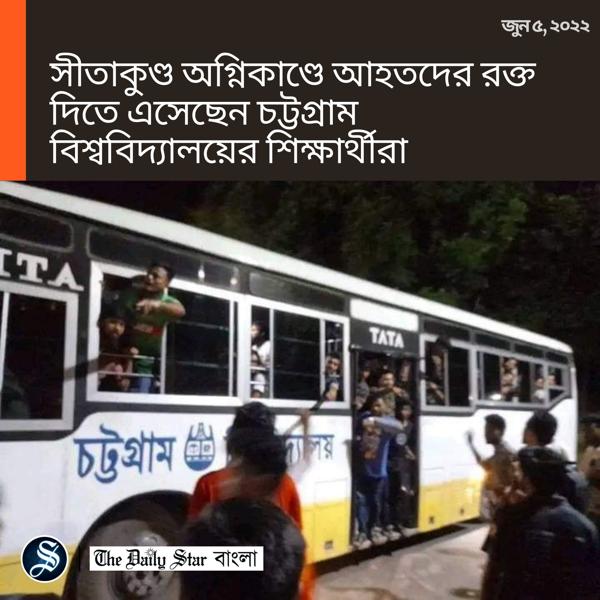 জুন ৫, ২০২২
সীতাকুণ্ড অগ্নিকাণ্ডে আহতদের রক্ত
দিতে এসেছেন চট্টগ্রাম
বিশ্ববিদ্যালয়ের শিক্ষার্থীরা
TATA
চট্টগ্রাম
S The Daily Star বাংলা